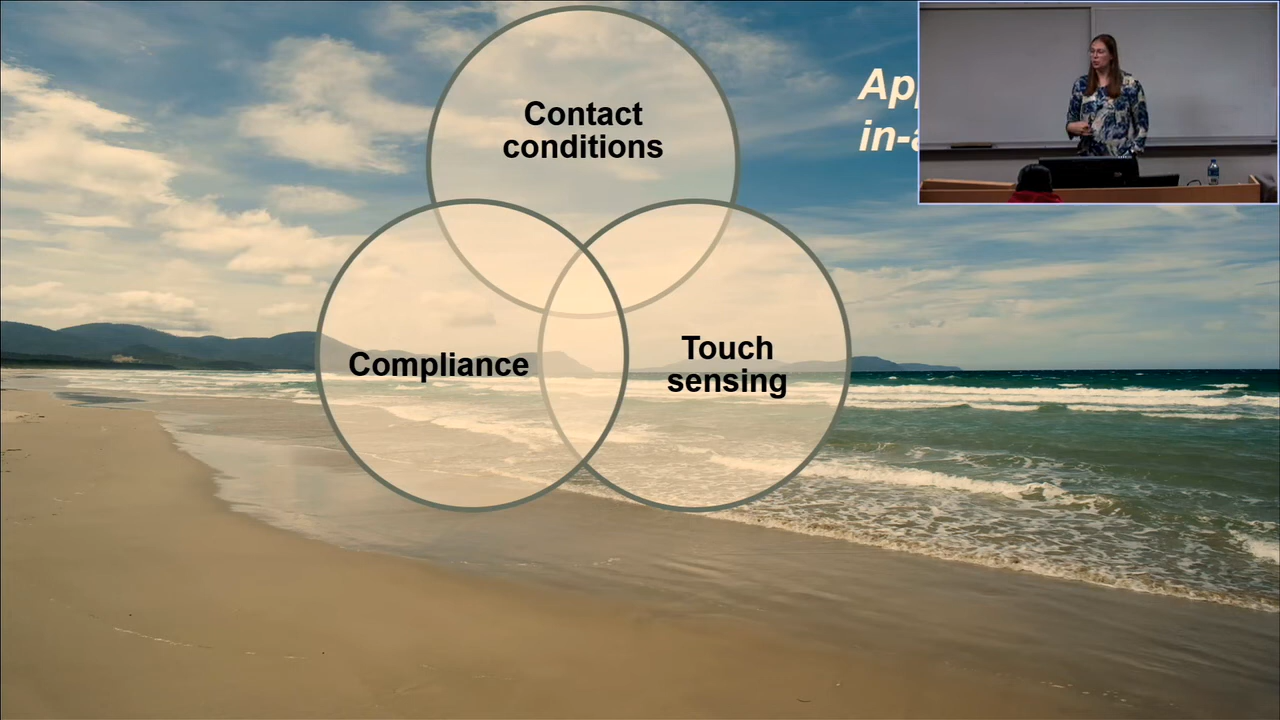 Contact
conditions
Compliance
Touch
sensing